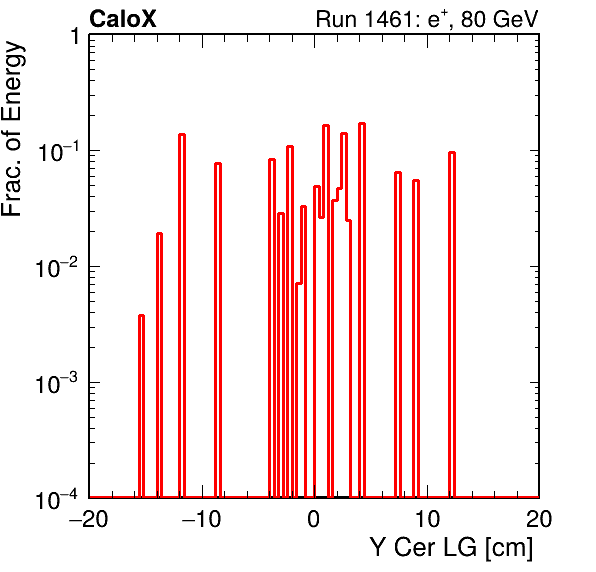 CaloX Run 1461: e⁺, 80 GeV
Frac. of Energy
1
10⁻¹
10⁻²
10⁻³
10⁻⁴
−20 −10 0 10 20
Y Cer LG [cm]